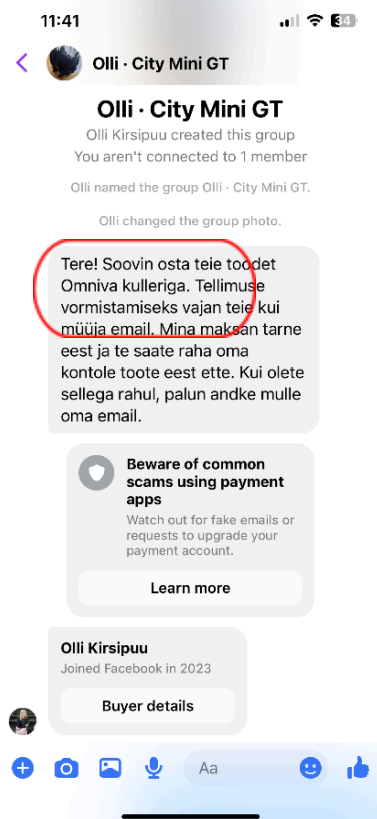 11:41
34
Olli · City Mini GT
Olli · City Mini GT
Olli Kirsipuu created this group
You aren't connected to 1 member
Olli named the group Olli · City Mini GT.
Olli changed the group photo.
Tere! Soovin osta teie toodet
Omniva kulleriga. Tellimuse
vormistamiseks vajan teie kui
müüja email. Mina maksan tarne
eest ja te saate raha oma
kontole toote eest ette. Kui olete
sellega rahul, palun andke mulle
oma email.
Beware of common
scams using payment
apps
Watch out for fake emails or
requests to upgrade your
payment account.
Learn more
Olli Kirsipuu
Joined Facebook in 2023
Buyer details
Aa